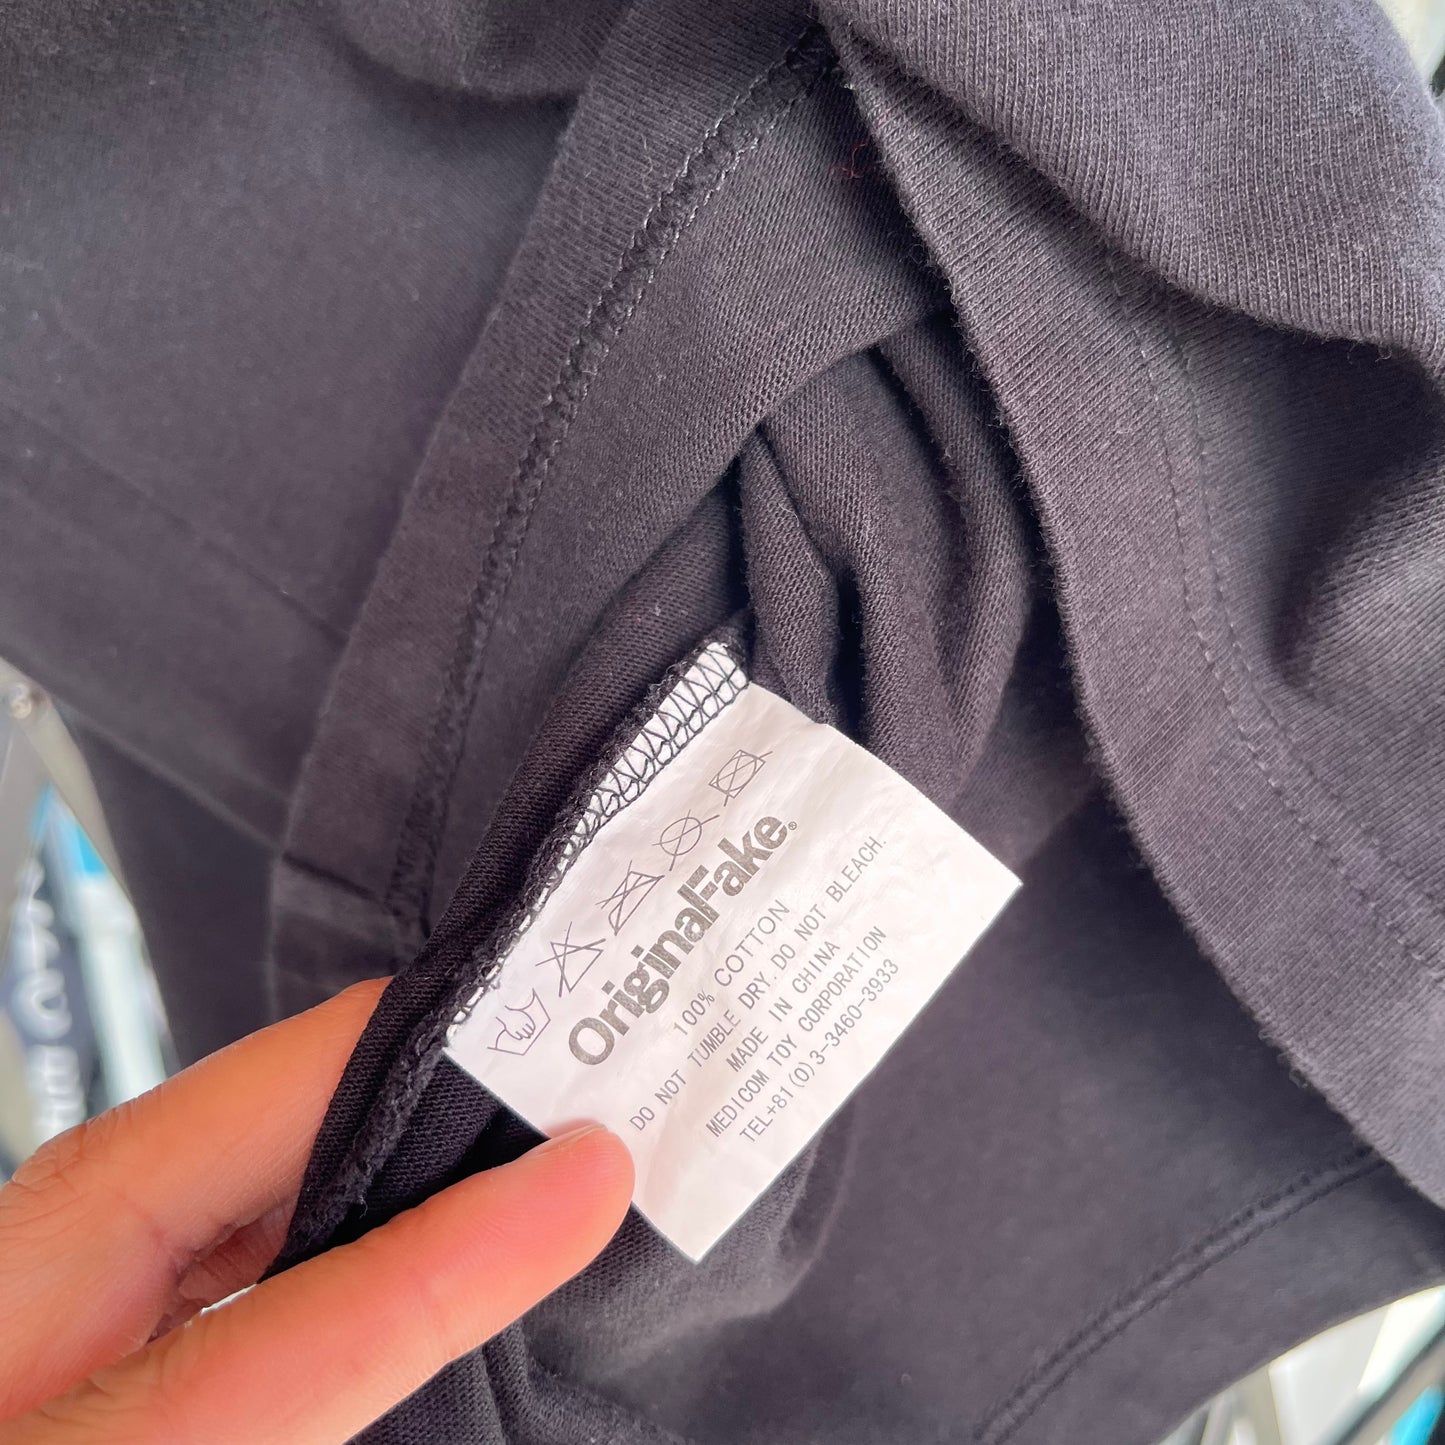 OriginalFake®
100% COTTON
DO NOT TUMBLE DRY.DO NOT BLEACH.
MADE IN CHINA
MEDICOM TOY CORPORATION
TEL+81(0)3-3460-3933